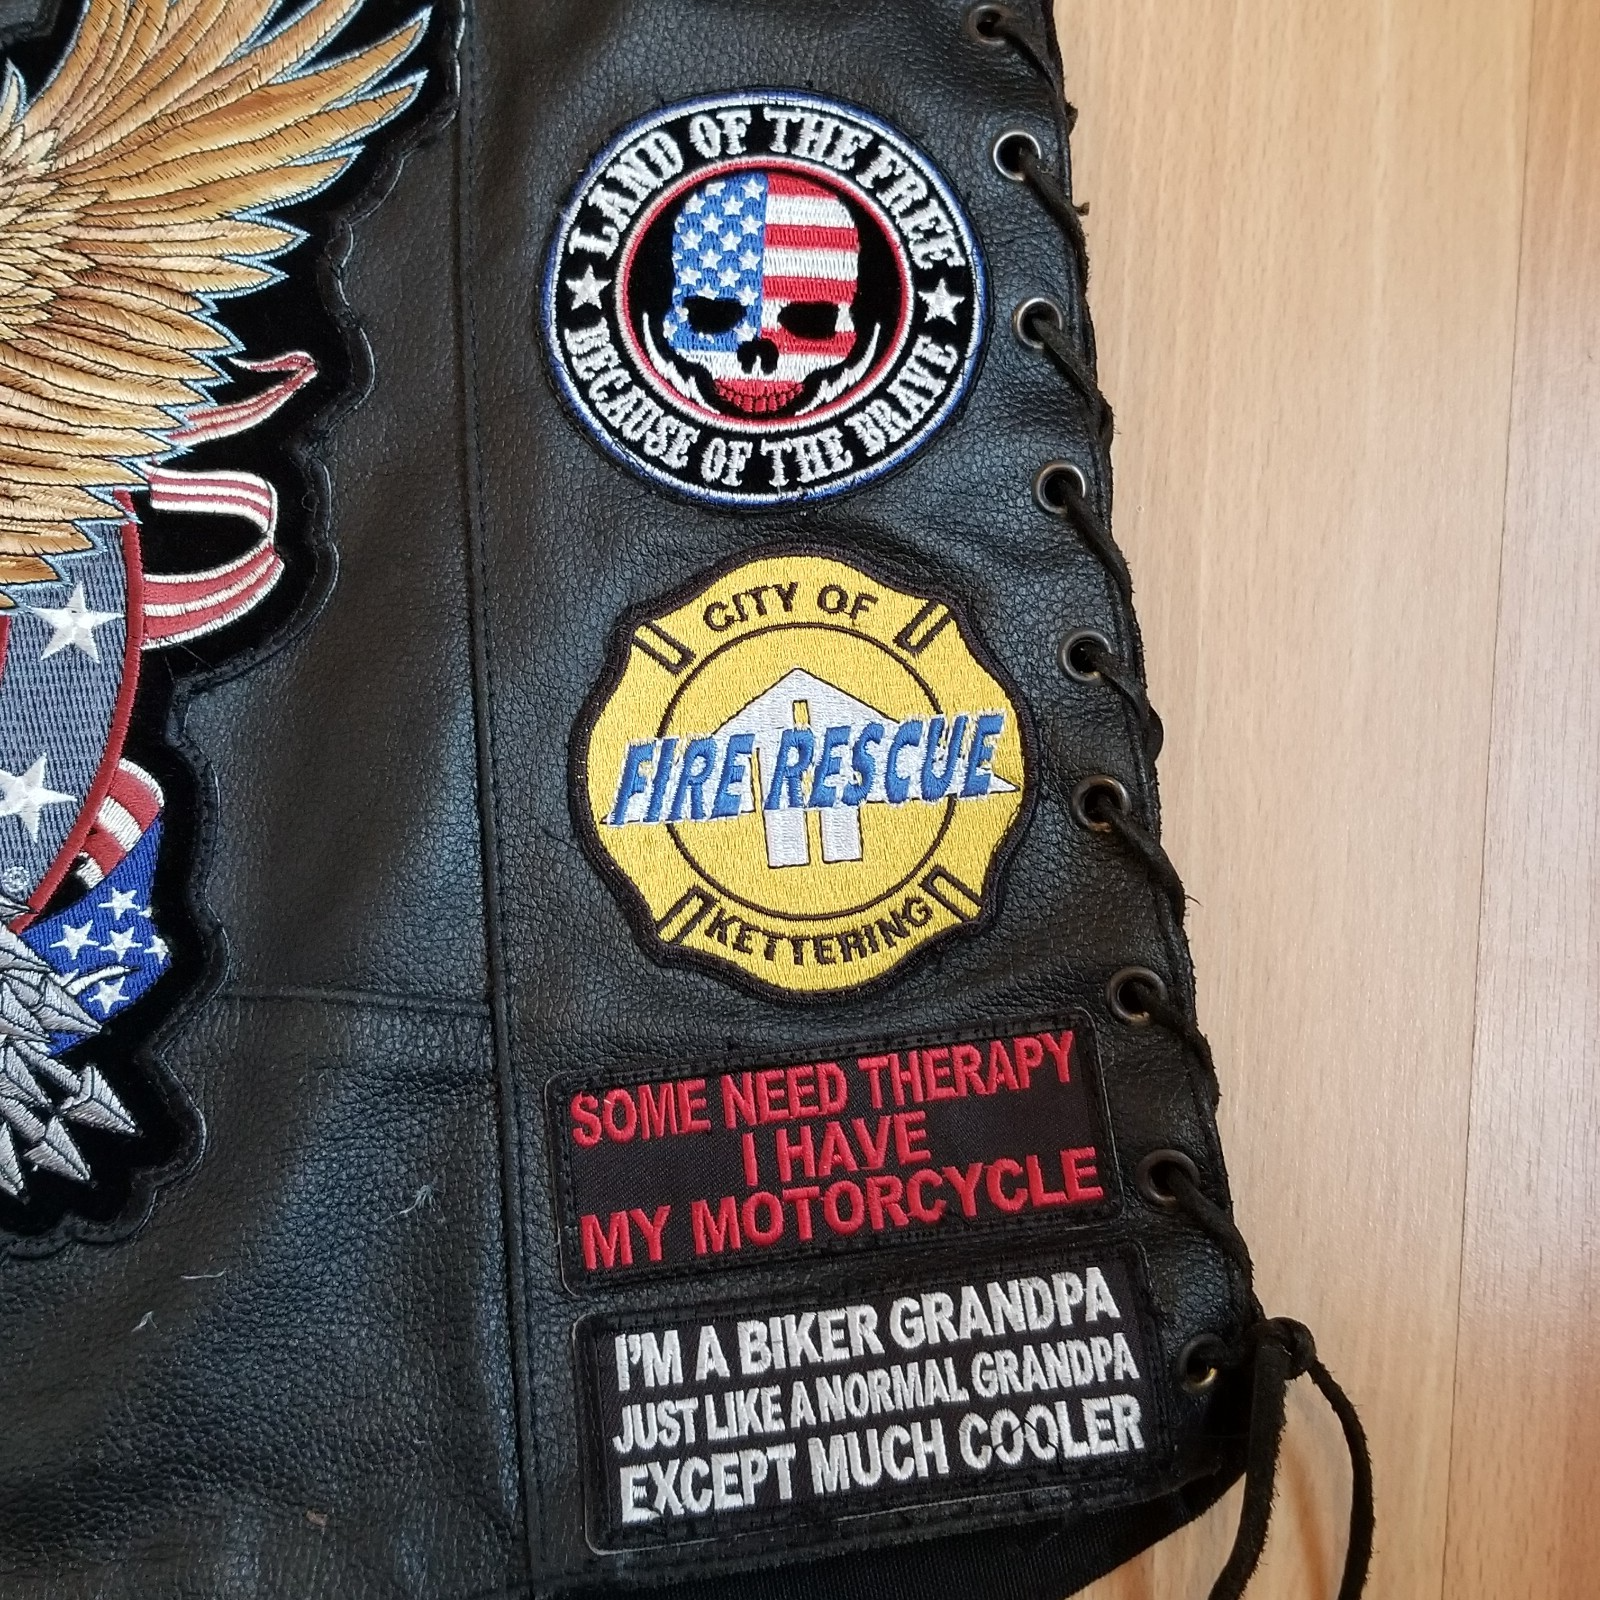 LAND OF THE FREE
BECAUSE OF THE BRAVE
CITY OF
FIRE RESCUE
KETTERING
SOME NEED THERAPY
I HAVE
MY MOTORCYCLE
I'M A BIKER GRANDPA
JUST LIKE A NORMAL GRANDPA
EXCEPT MUCH COOLER